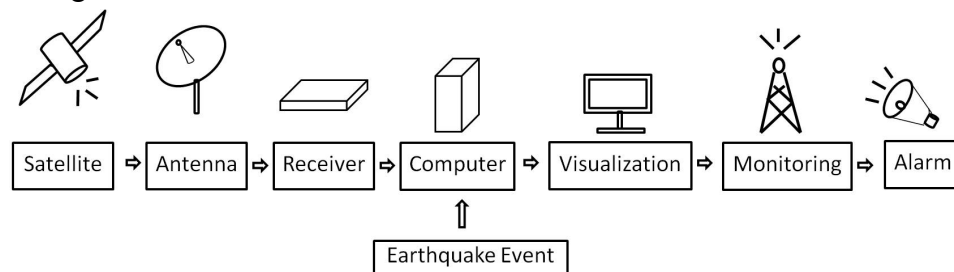 Satellite
Antenna
Receiver
Computer
Visualization
Monitoring
Alarm
Earthquake Event